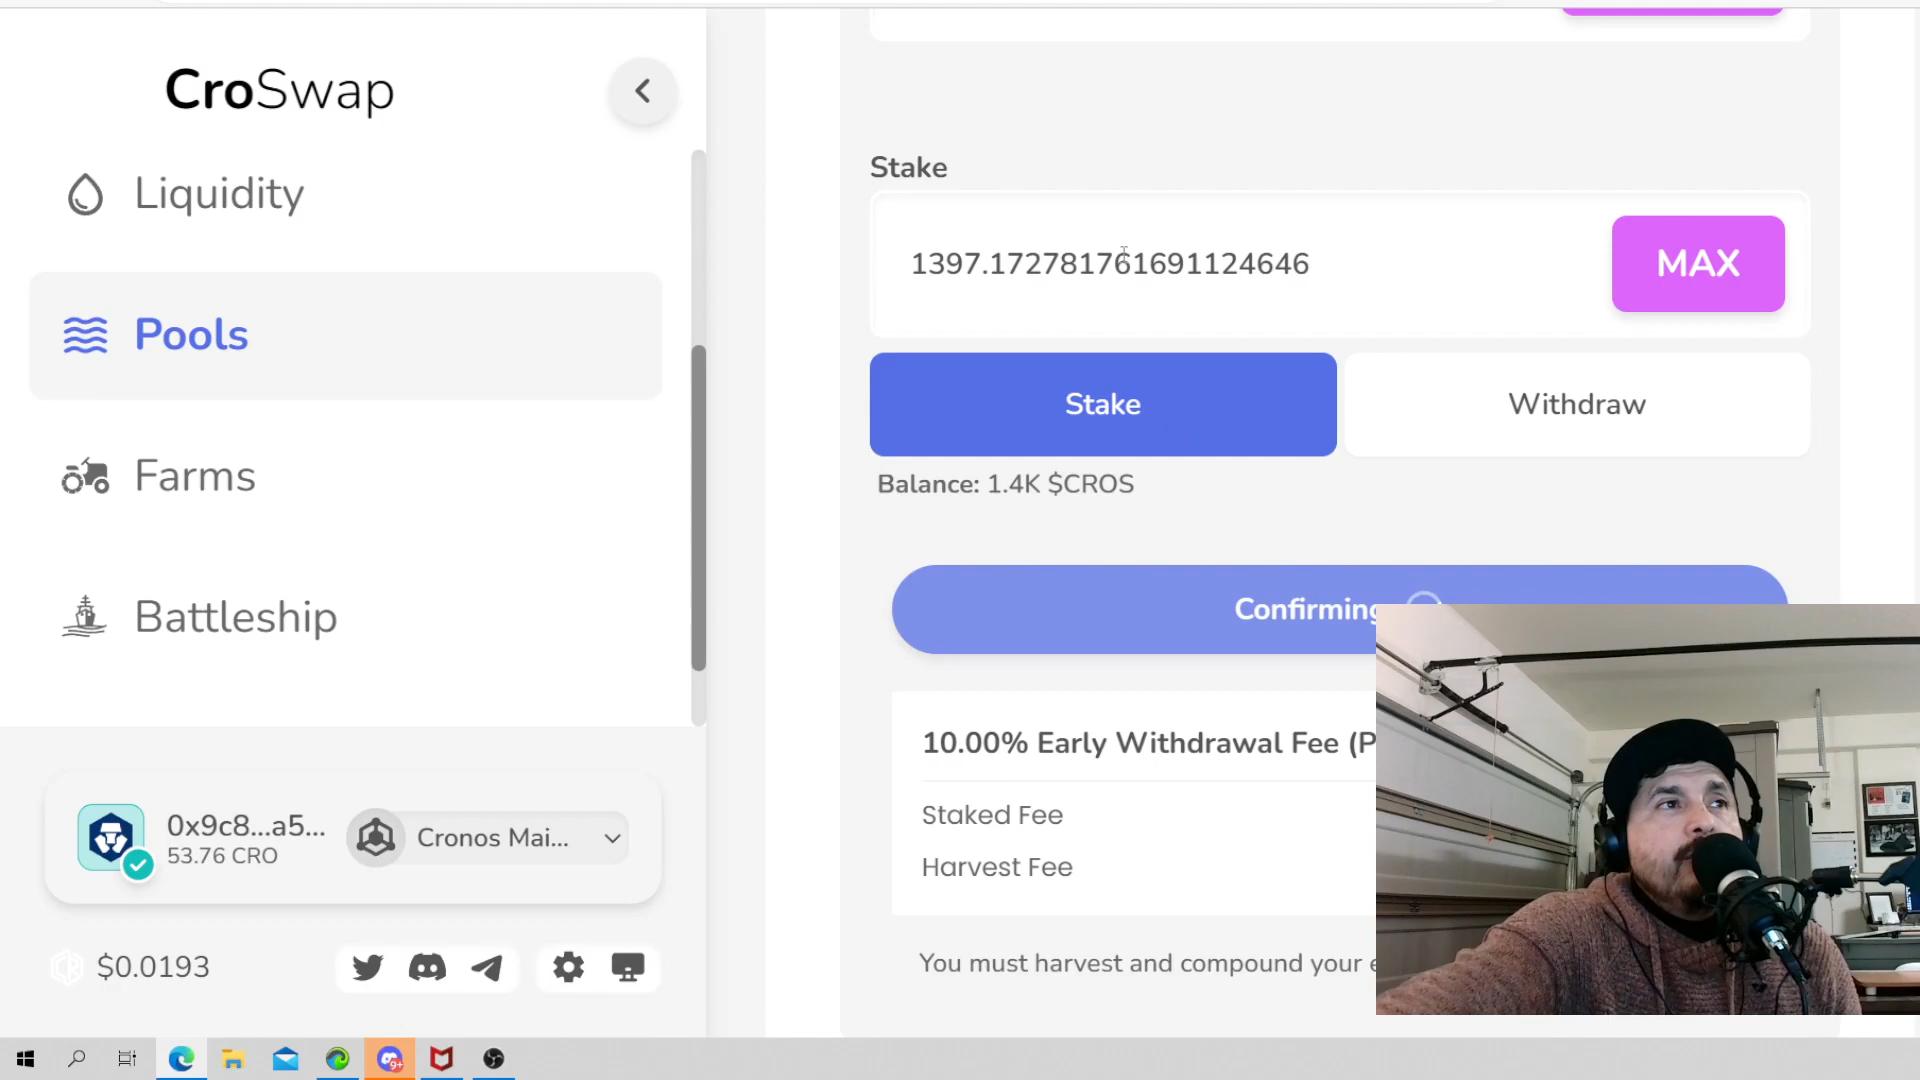 CroSwap
Liquidity
Pools
Farms
Battleship
0x9c8...a5...
53.76 CRO
Cronos Mai...
$0.0193
Stake
1397.172781761691124646
MAX
Stake
Withdraw
Balance: 1.4K $CROS
Confirming
10.00% Early Withdrawal Fee (P
Staked Fee
Harvest Fee
You must harvest and compound your e
9+